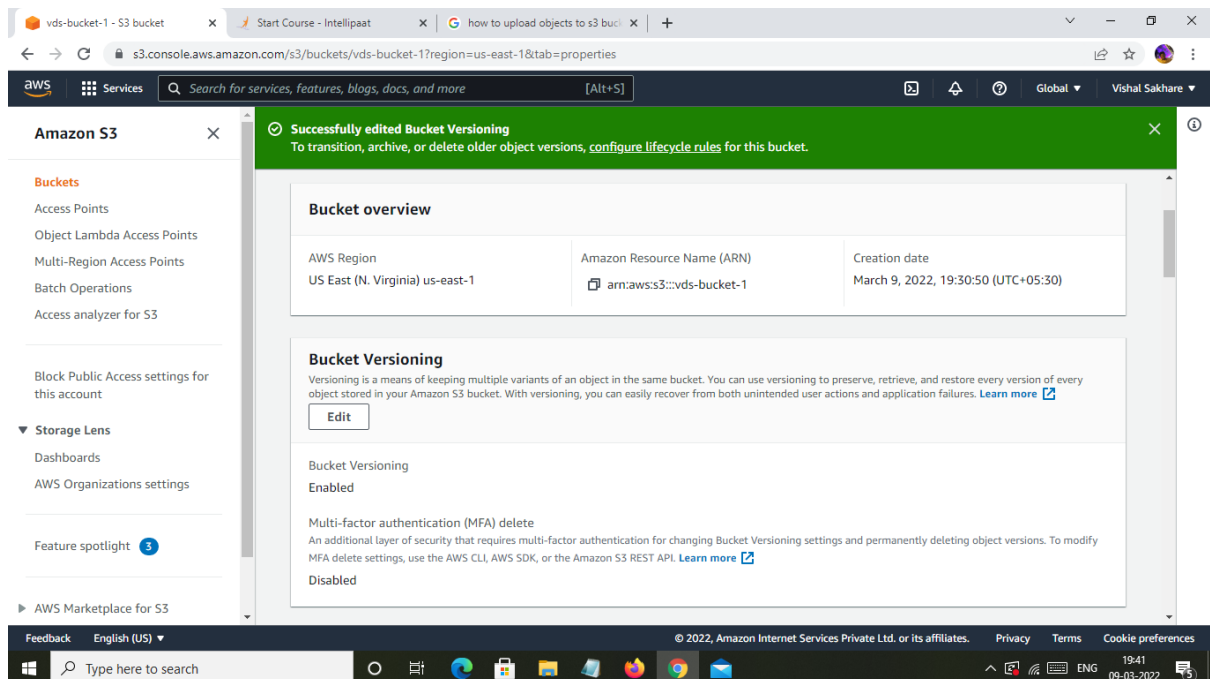 vds-bucket-1 - S3 bucket
Start Course - Intellipaat
how to upload objects to s3 buck
s3.console.aws.amazon.com/s3/buckets/vds-bucket-1?region=us-east-1&tab=properties
aws
Services
Search for services, features, blogs, docs, and more
[Alt+S]
Global
Vishal Sakhare
Amazon S3
Buckets
Access Points
Object Lambda Access Points
Multi-Region Access Points
Batch Operations
Access analyzer for S3
Block Public Access settings for
this account
Storage Lens
Dashboards
AWS Organizations settings
Feature spotlight 3
AWS Marketplace for S3
Successfully edited Bucket Versioning
To transition, archive, or delete older object versions, configure lifecycle rules for this bucket.
Bucket overview
AWS Region
US East (N. Virginia) us-east-1
Amazon Resource Name (ARN)
arn:aws:s3:::vds-bucket-1
Creation date
March 9, 2022, 19:30:50 (UTC+05:30)
Bucket Versioning
Versioning is a means of keeping multiple variants of an object in the same bucket. You can use versioning to preserve, retrieve, and restore every version of every
object stored in your Amazon S3 bucket. With versioning, you can easily recover from both unintended user actions and application failures. Learn more
Edit
Bucket Versioning
Enabled
Multi-factor authentication (MFA) delete
An additional layer of security that requires multi-factor authentication for changing Bucket Versioning settings and permanently deleting object versions. To modify
MFA delete settings, use the AWS CLI, AWS SDK, or the Amazon S3 REST API. Learn more
Disabled
Feedback
English (US)
© 2022, Amazon Internet Services Private Ltd. or its affiliates.
Privacy
Terms
Cookie preferences
Type here to search
ENG
19:41
09-03-2022
5